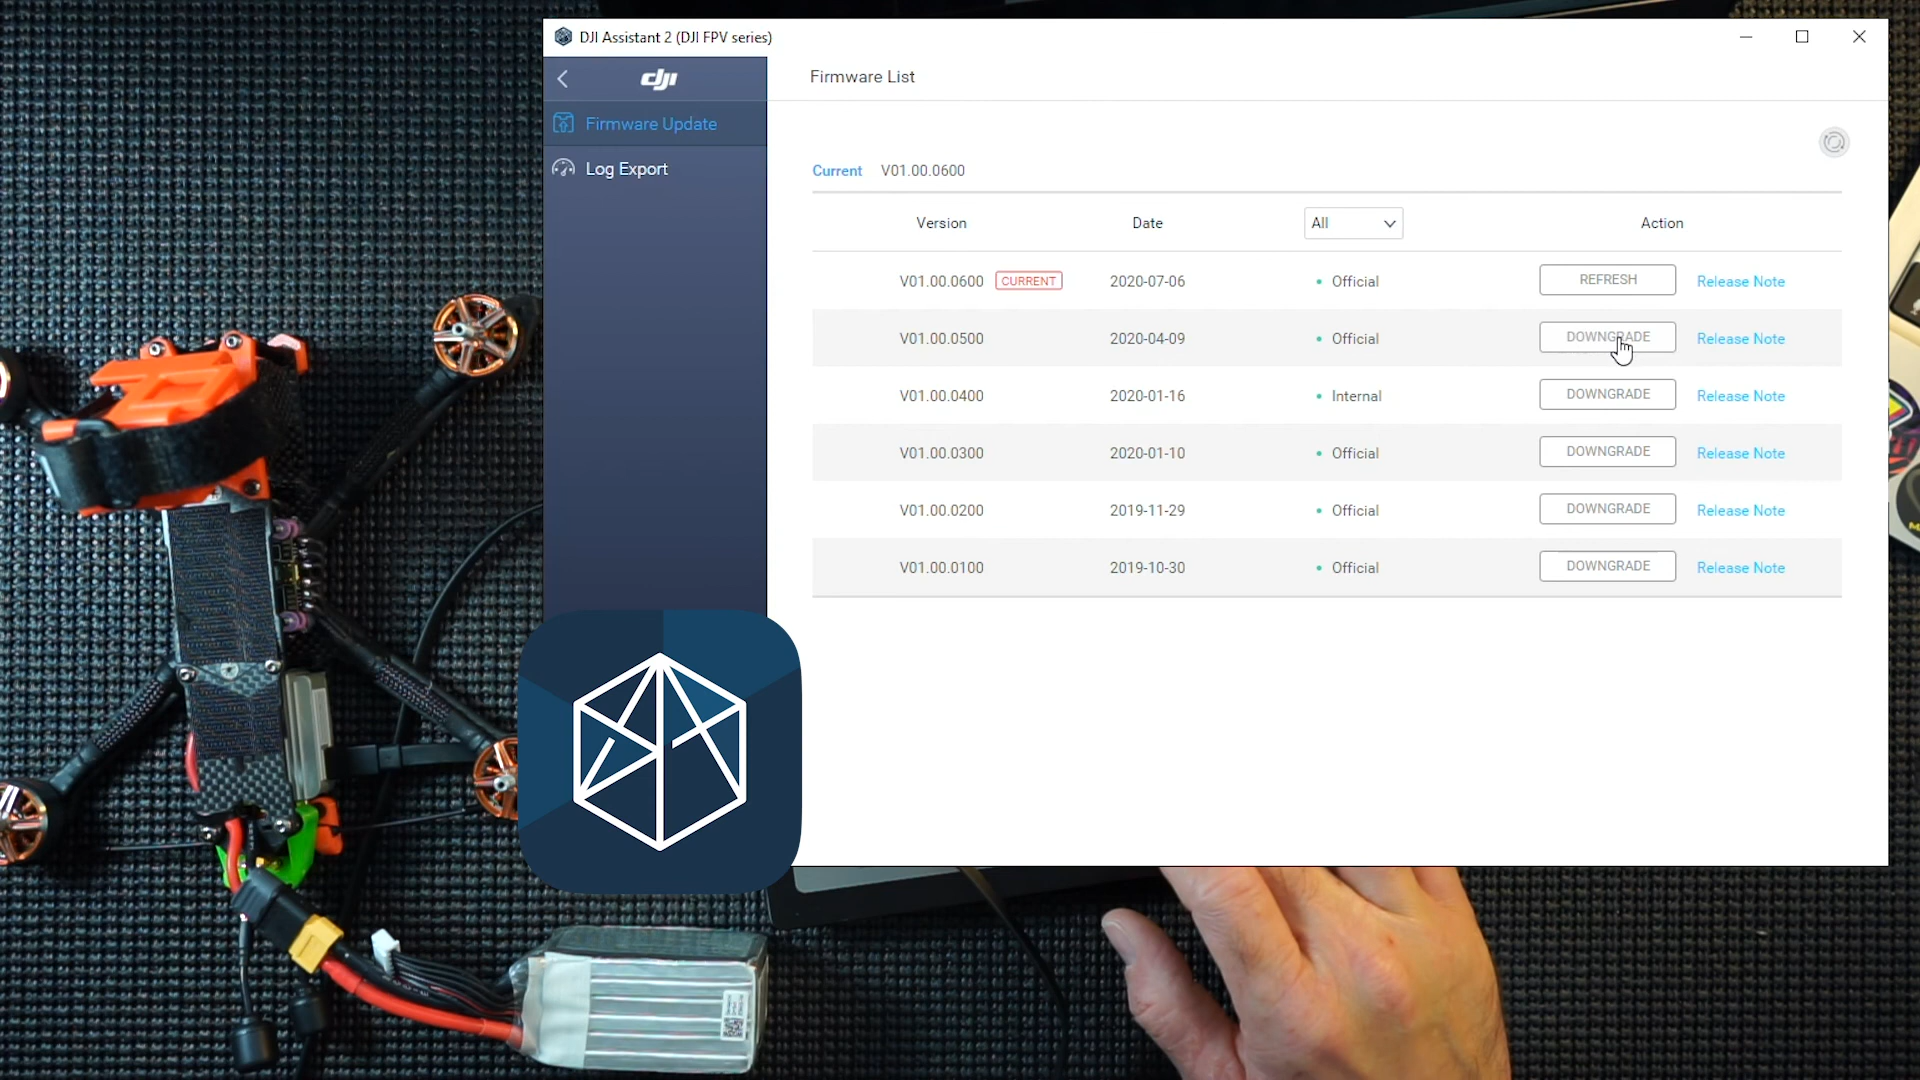 DJI Assistant 2 (DJI FPV series)
dji
Firmware List
Firmware Update
Log Export
Current V01.00.0600
Version Date All Action
V01.00.0600 CURRENT 2020-07-06 Official REFRESH Release Note
V01.00.0500 2020-04-09 Official DOWNGRADE Release Note
V01.00.0400 2020-01-16 Internal DOWNGRADE Release Note
V01.00.0300 2020-01-10 Official DOWNGRADE Release Note
V01.00.0200 2019-11-29 Official DOWNGRADE Release Note
V01.00.0100 2019-10-30 Official DOWNGRADE Release Note